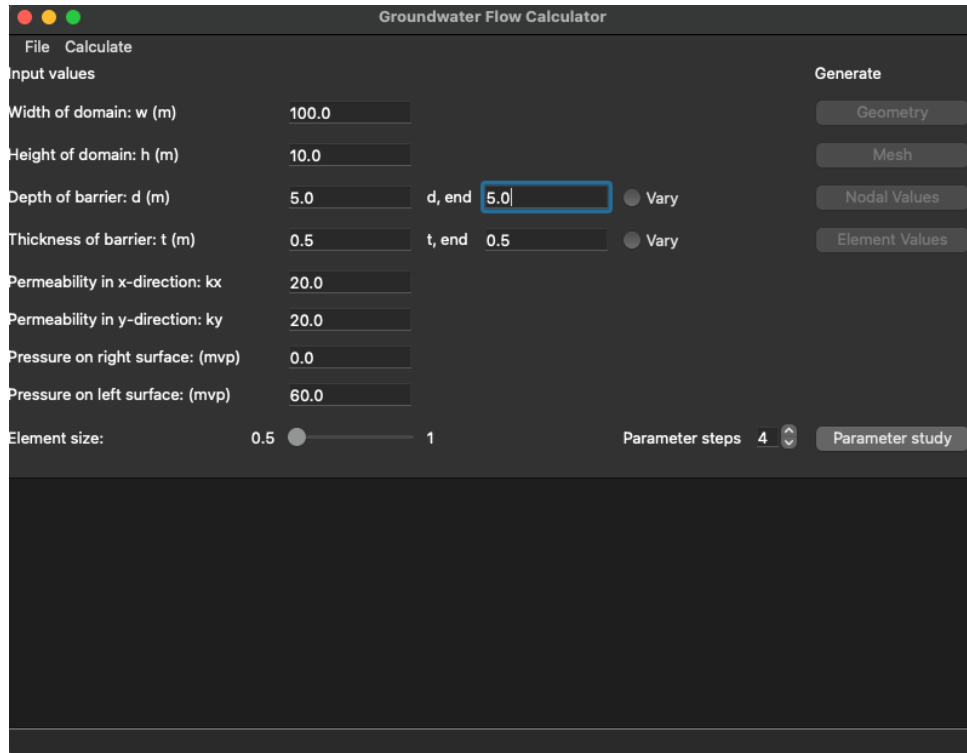 Groundwater Flow Calculator
File Calculate
Input values Generate
Width of domain: w (m) 100.0 Geometry
Height of domain: h (m) 10.0 Mesh
Depth of barrier: d (m) 5.0 d, end 5.0 Vary Nodal Values
Thickness of barrier: t (m) 0.5 t, end 0.5 Vary Element Values
Permeability in x-direction: kx 20.0
Permeability in y-direction: ky 20.0
Pressure on right surface: (mvp) 0.0
Pressure on left surface: (mvp) 60.0
Element size: 0.5 1 Parameter steps 4 Parameter study